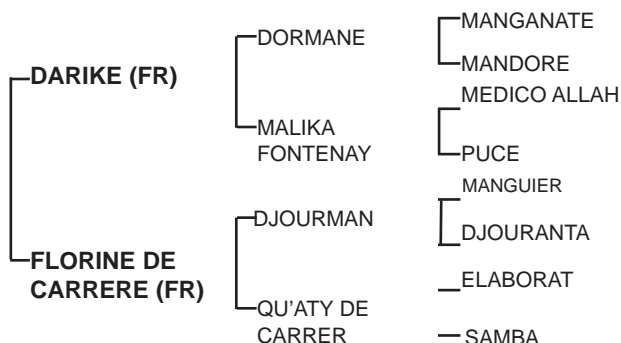 DARIKE (FR)
FLORINE DE
CARRERE (FR)
DORMANE
MALIKA
FONTENAY
DJOURMAN
QU'ATY DE
CARRER
MANGANATE
MANDORE
MEDICO ALLAH
PUCE
MANGUIER
DJOURANTA
ELABORAT
SAMBA